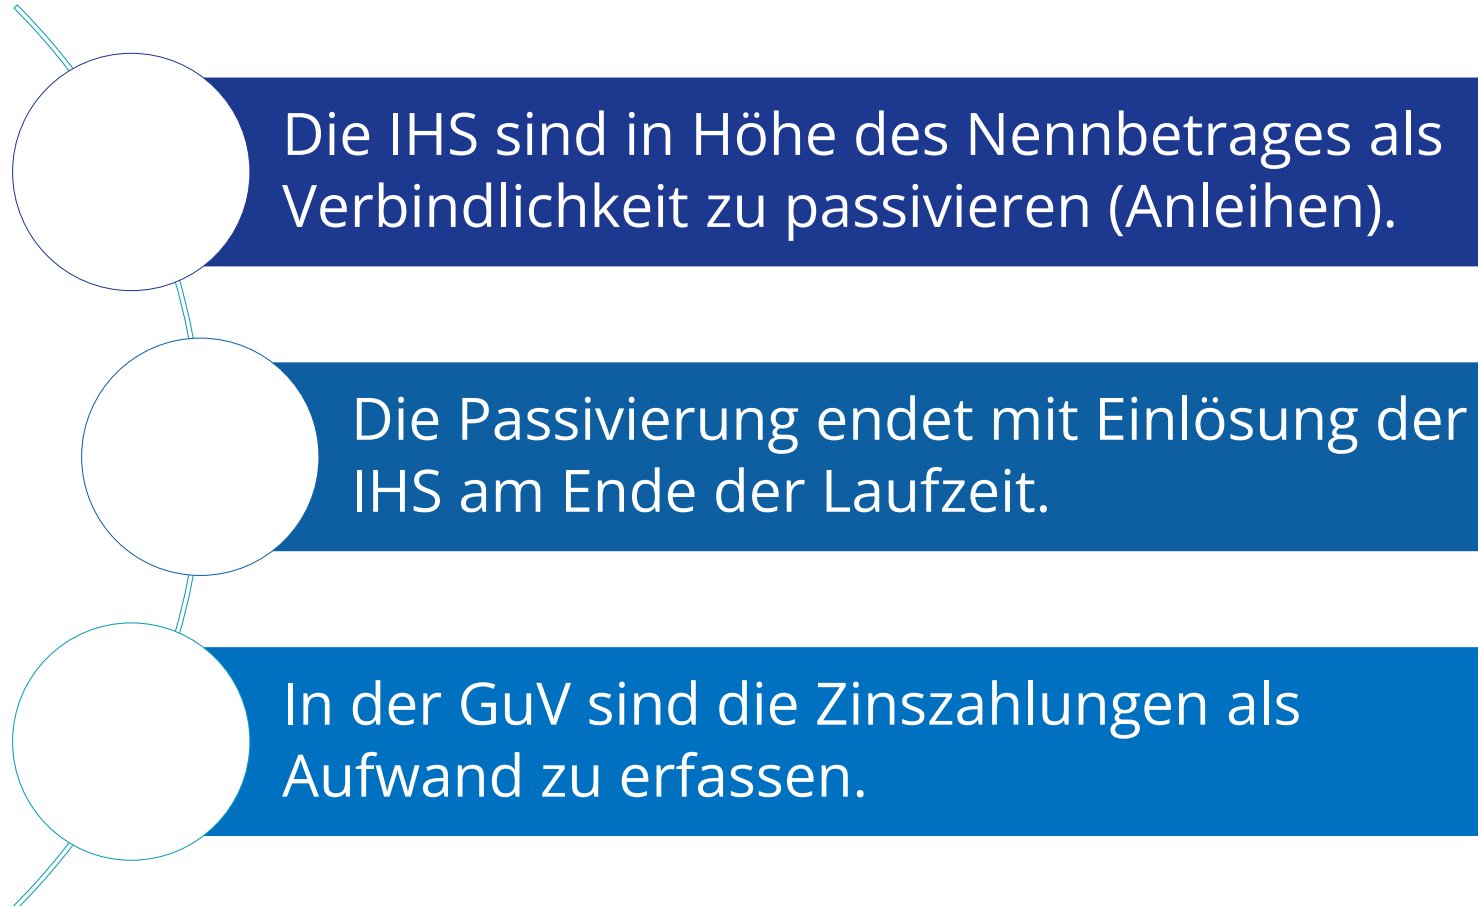 Die IHS sind in Höhe des Nennbetrages als
Verbindlichkeit zu passivieren (Anleihen).
Die Passivierung endet mit Einlösung der
IHS am Ende der Laufzeit.
In der GuV sind die Zinszahlungen als
Aufwand zu erfassen.